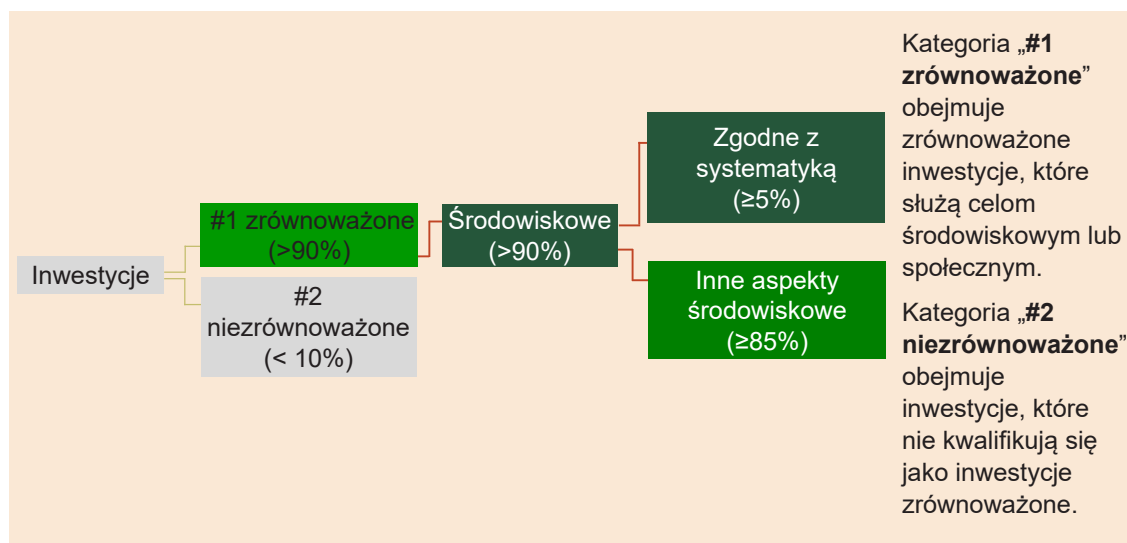 Inwestycje
#1 zrównoważone
(>90%)
#2
niezrównoważone
(< 10%)
Środowiskowe
(>90%)
Zgodne z
systematyką
(≥5%)
Inne aspekty
środowiskowe
(≥85%)
Kategoria „#1
zrównoważone”
obejmuje
zrównoważone
inwestycje, które
służą celom
środowiskowym lub
społecznym.
Kategoria „#2
niezrównoważone”
obejmuje
inwestycje, które
nie kwalifikują się
jako inwestycje
zrównoważone.